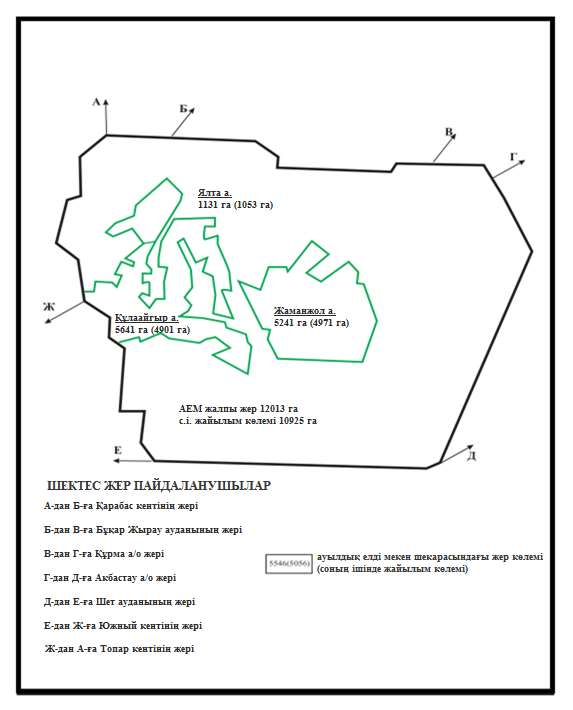 А
Б
В
Г
Ялта а.
1131 га (1053 га)
Ж
Құлаайғыр а.
5641 га (4901 га)
Жаманжол а.
5241 га (4971 га)
АЕМ жалпы жер 12013 га
с.і. жайылым көлемі 10925 га
Е
Д
ШЕКТЕС ЖЕР ПАЙДАЛАНУШЫЛАР
А-дан Б-ға Қарабас кентінің жері
Б-дан В-ға Бұқар Жырау ауданының жері
В-дан Г-ға Құрма а/о жері
Г-дан Д-ға Акбастау а/о жері
Д-дан Е-ға Шет ауданының жері
Е-дан Ж-ға Южный кентінің жері
Ж-дан А-ға Топар кентінің жері
5546(5056)
ауылдық елді мекен шекарасындағы жер көлемі
(соның ішінде жайылым көлемі)